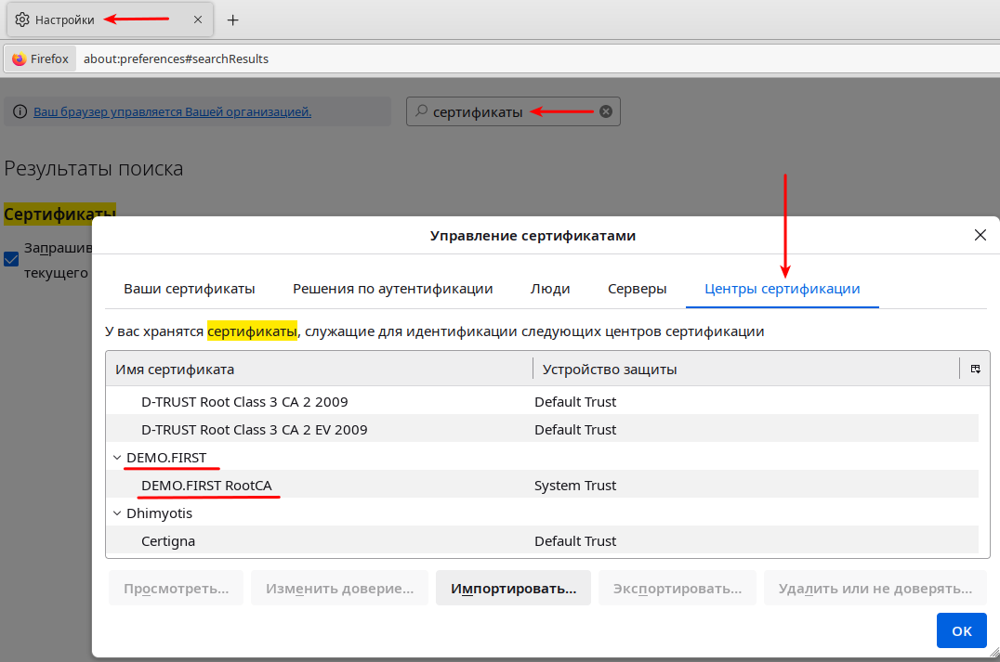 Настройки
Firefox about:preferences#searchResults
Ваш браузер управляется Вашей организацией. сертификаты
Результаты поиска
Сертификаты
Запрашив
текущего
Управление сертификатами
Ваши сертификаты Решения по аутентификации Люди Серверы Центры сертификации
У вас хранятся сертификаты, служащие для идентификации следующих центров сертификации
Имя сертификата Устройство защиты
D-TRUST Root Class 3 CA 2 2009 Default Trust
D-TRUST Root Class 3 CA 2 EV 2009 Default Trust
DEMO.FIRST
DEMO.FIRST RootCA System Trust
Dhimyotis
Certigna Default Trust
Просмотреть... Изменить доверие... Импортировать... Экспортировать... Удалить или не доверять...
OK